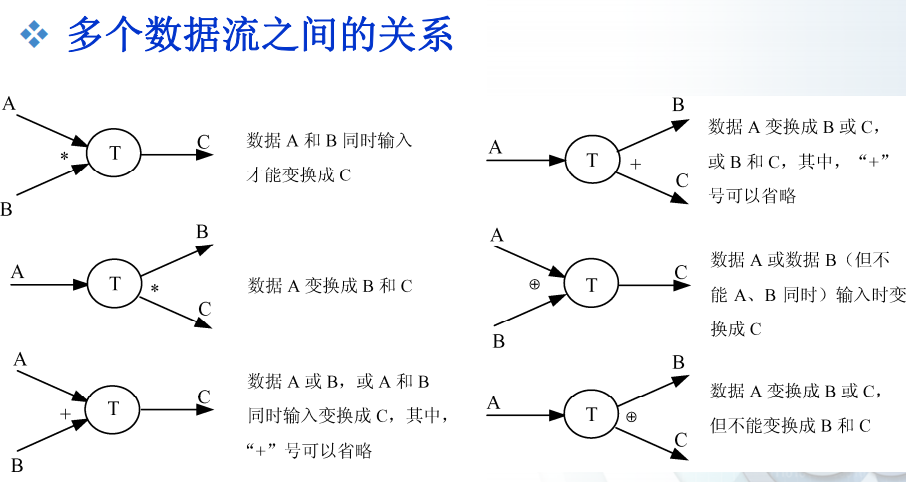 多个数据流之间的关系
A
B
*
T
C
数据 A 和 B 同时输入
才能变换成 C
A
T
*
B
C
数据 A 变换成 B 和 C
A
B
+
T
C
数据 A 或 B，或 A 和 B
同时输入变换成 C，其中，
“+”号可以省略
A
T
+
B
C
数据 A 变换成 B 或 C，
或 B 和 C，其中，“+”
号可以省略
A
B
⊕
T
C
数据 A 或数据 B（但不
能 A、B 同时）输入时变
换成 C
A
T
⊕
B
C
数据 A 变换成 B 或 C，
但不能变换成 B 和 C